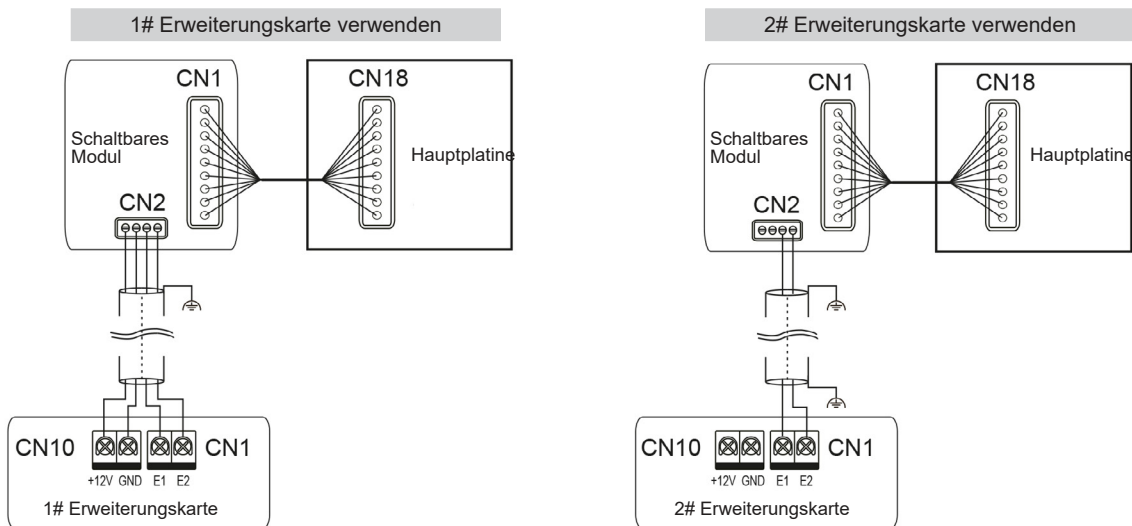 1# Erweiterungskarte verwenden
CN1
CN18
Schaltbares
Modul
Hauptplatine
CN2
CN10
CN1
+12V GND E1 E2
1# Erweiterungskarte
2# Erweiterungskarte verwenden
CN1
CN18
Schaltbares
Modul
Hauptplatine
CN2
CN10
CN1
+12V GND E1 E2
2# Erweiterungskarte